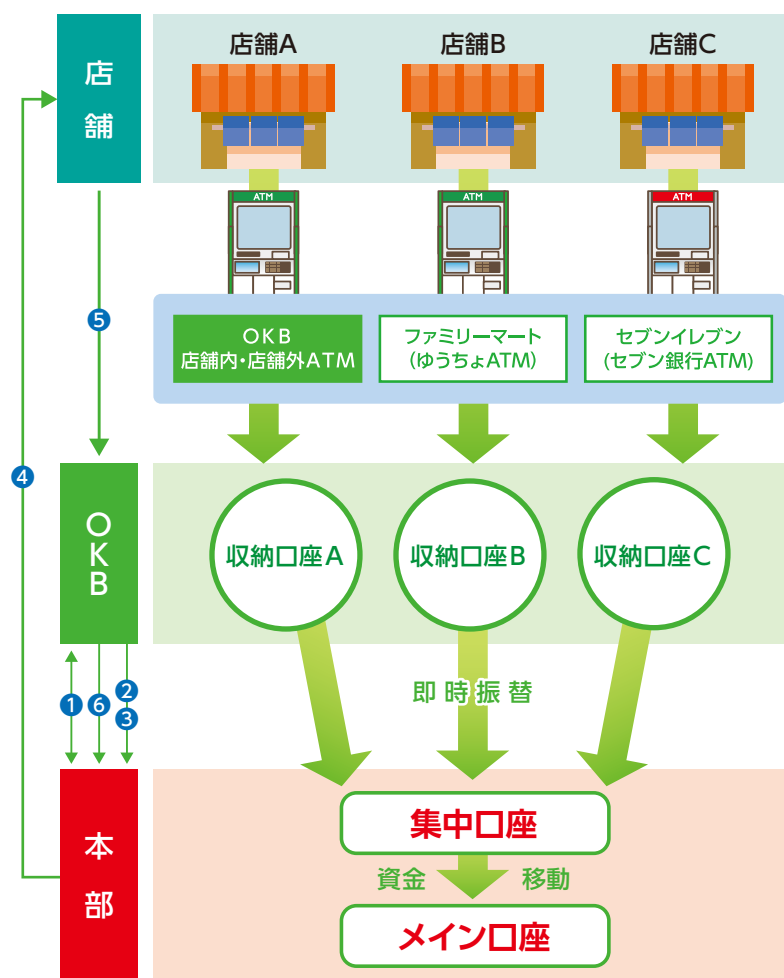 店舗
店舗A
店舗B
店舗C
ATM
ATM
ATM
OKB
店舗内・店舗外ATM
ファミリーマート
(ゆうちょATM)
セブンイレブン
(セブン銀行ATM)
5
4
OKB
収納口座A
収納口座B
収納口座C
1
6
2
3
即時振替
本部
集中口座
資金 移動
メイン口座